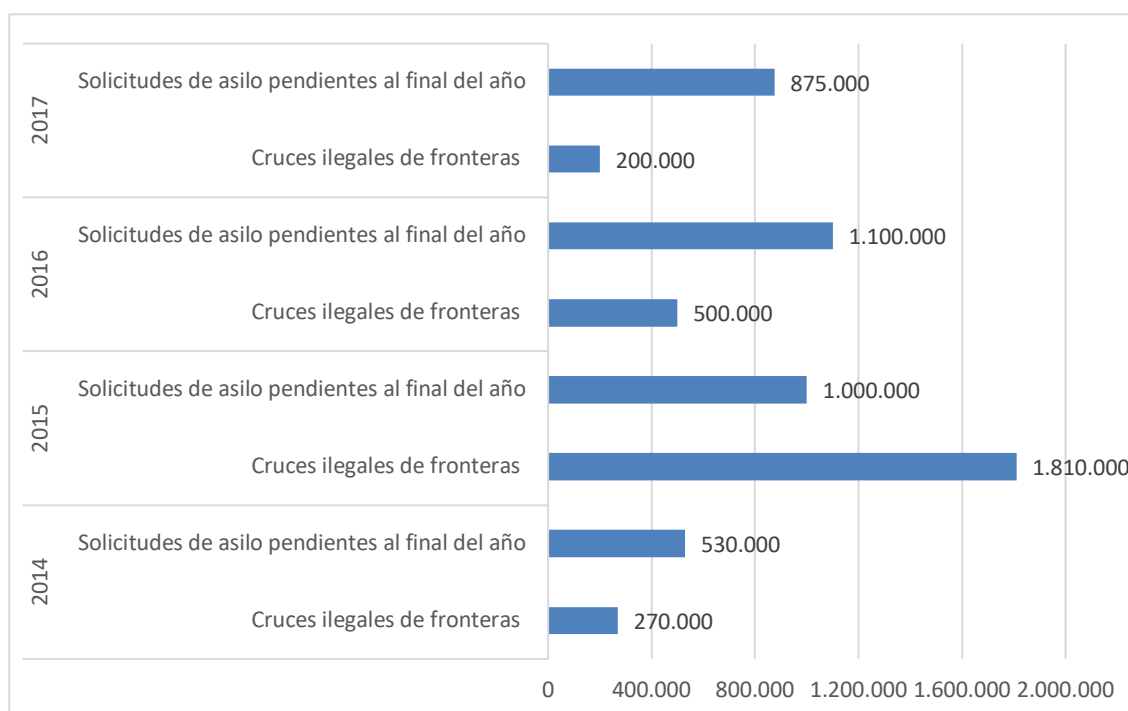 2017
Solicitudes de asilo pendientes al final del año
875.000
Cruces ilegales de fronteras
200.000
2016
Solicitudes de asilo pendientes al final del año
1.100.000
Cruces ilegales de fronteras
500.000
2015
Solicitudes de asilo pendientes al final del año
1.000.000
Cruces ilegales de fronteras
1.810.000
2014
Solicitudes de asilo pendientes al final del año
530.000
Cruces ilegales de fronteras
270.000
0 400.000 800.000 1.200.000 1.600.000 2.000.000